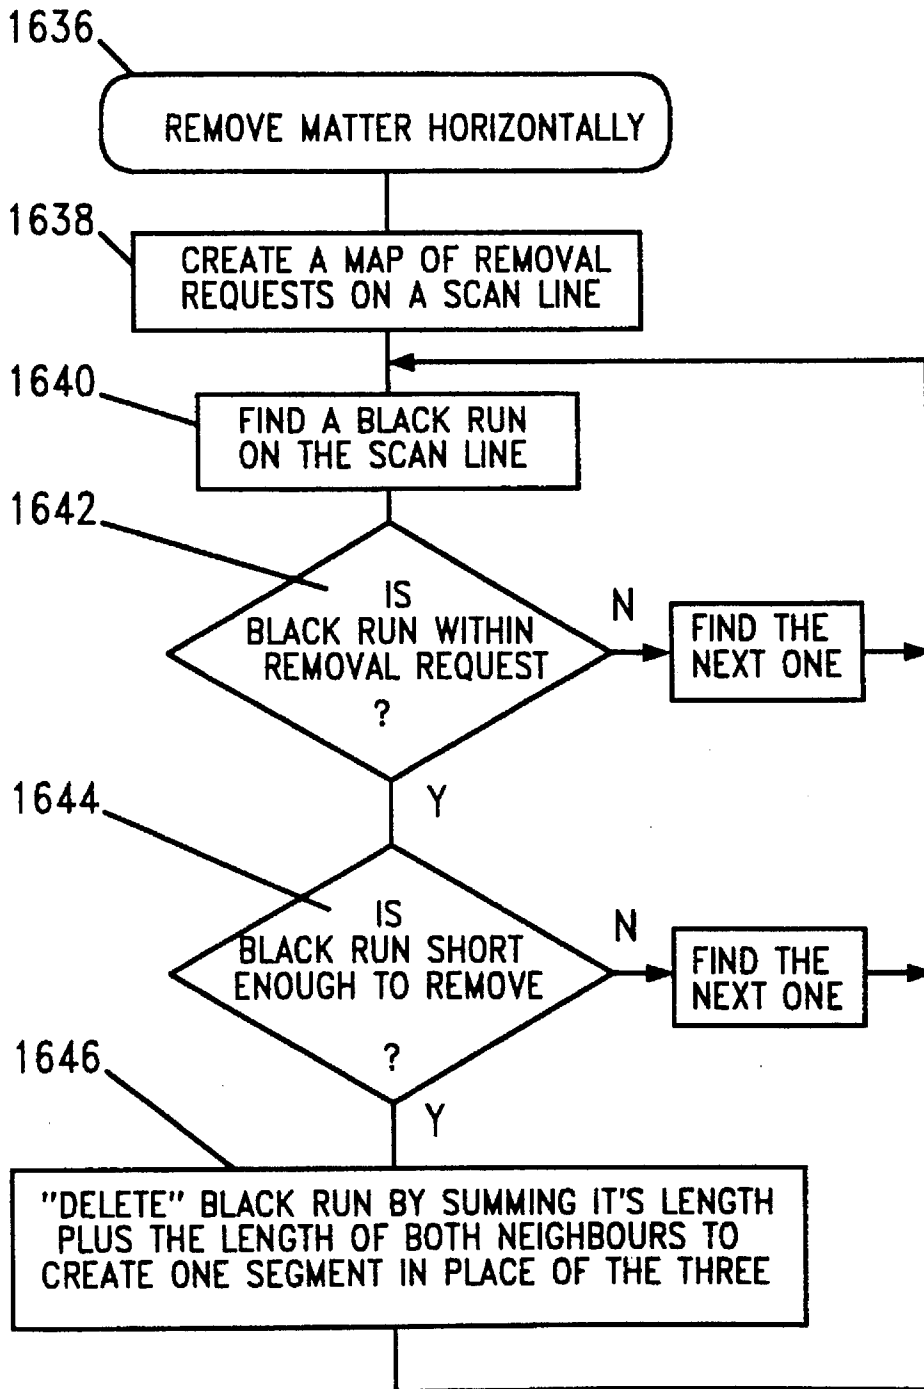 1636
REMOVE MATTER HORIZONTALLY
1638
CREATE A MAP OF REMOVAL
REQUESTS ON A SCAN LINE
1640
FIND A BLACK RUN
ON THE SCAN LINE
1642
IS
BLACK RUN WITHIN
REMOVAL REQUEST
?
N
FIND THE
NEXT ONE
Y
1644
IS
BLACK RUN SHORT
ENOUGH TO REMOVE
?
N
FIND THE
NEXT ONE
Y
1646
"DELETE" BLACK RUN BY SUMMING IT'S LENGTH
PLUS THE LENGTH OF BOTH NEIGHBOURS TO
CREATE ONE SEGMENT IN PLACE OF THE THREE